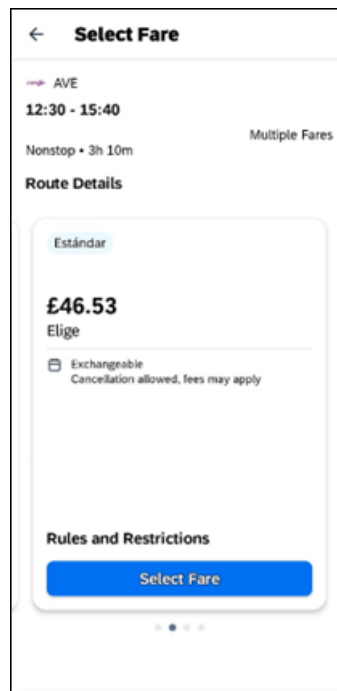 Select Fare
AVE
12:30 - 15:40
Multiple Fares
Nonstop • 3h 10m
Route Details
Estándar
£46.53
Elige
Exchangeable
Cancellation allowed, fees may apply
Rules and Restrictions
Select Fare